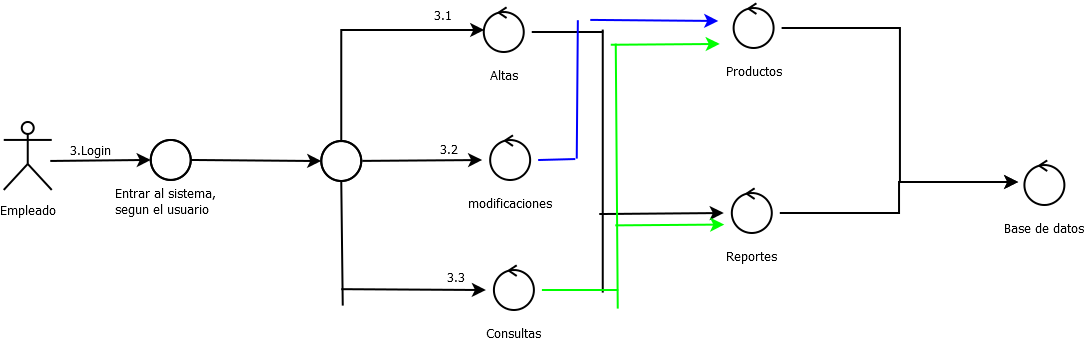 3.1
Altas
Productos
3.Login
Empleado
Entrar al sistema,
segun el usuario
3.2
modificaciones
Reportes
Base de datos
3.3
Consultas